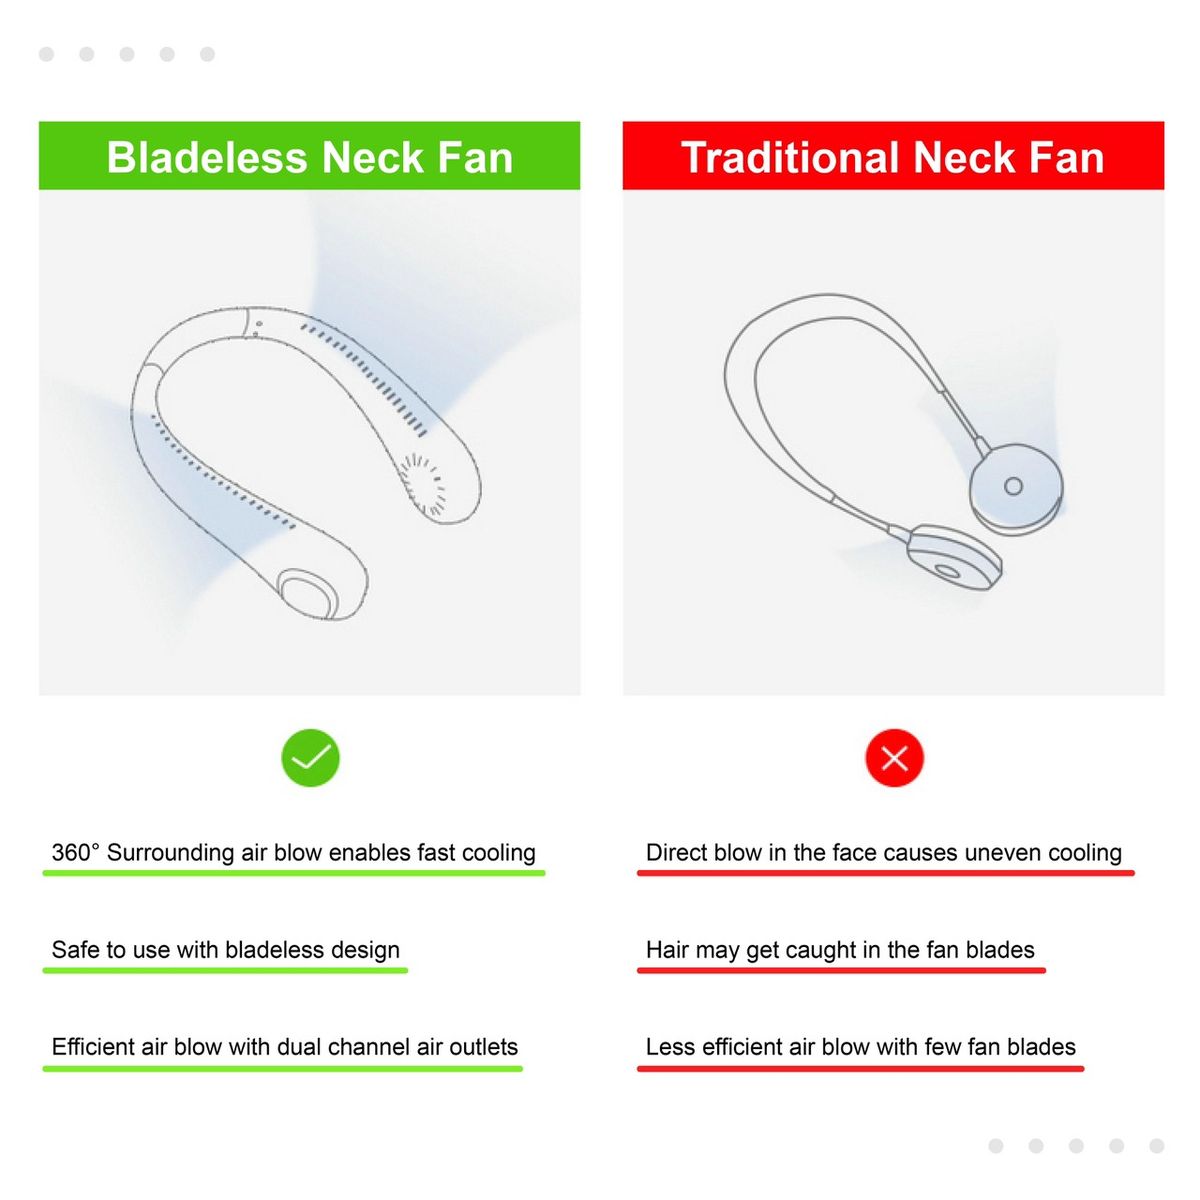 Bladeless Neck Fan
Traditional Neck Fan
360° Surrounding air blow enables fast cooling
Safe to use with bladeless design
Efficient air blow with dual channel air outlets
Direct blow in the face causes uneven cooling
Hair may get caught in the fan blades
Less efficient air blow with few fan blades